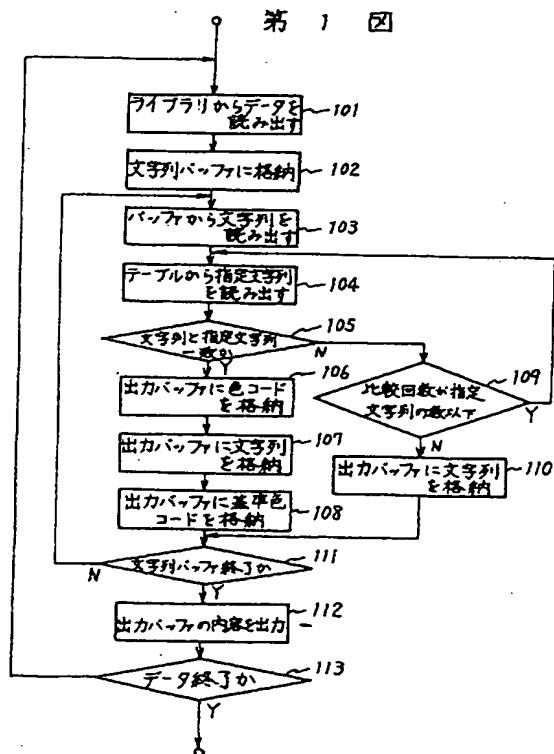 第 1 図
ライブラリからデータを
読み出す
101
文字列バッファに格納
102
バッファから文字列を
読み出す
103
テーブルから指定文字列
を読み出す
104
文字列と指定文字列
一致か
105
N
Y
出力バッファに色コード
を格納
106
比較回数が指定
文字列の数以下
109
Y
N
出力バッファに文字列
を格納
107
出力バッファに文字列
を格納
110
出力バッファに基準色
コードを格納
108
文字列バッファ終了か
111
N
Y
出力バッファの内容を出力
112
データ終了か
113
Y